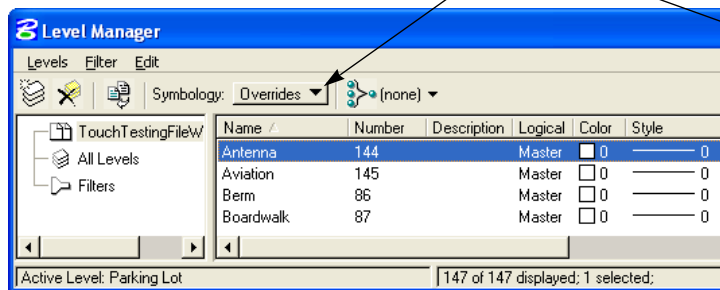 Level Manager
Levels Filter Edit
Symbology: Overrides (none)
TouchTestingFileW
All Levels
Filters
Name Number Description Logical Color Style
Antenna 144 Master 0 0
Aviation 145 Master 0 0
Berm 86 Master 0 0
Boardwalk 87 Master 0 0
Active Level: Parking Lot 147 of 147 displayed; 1 selected;